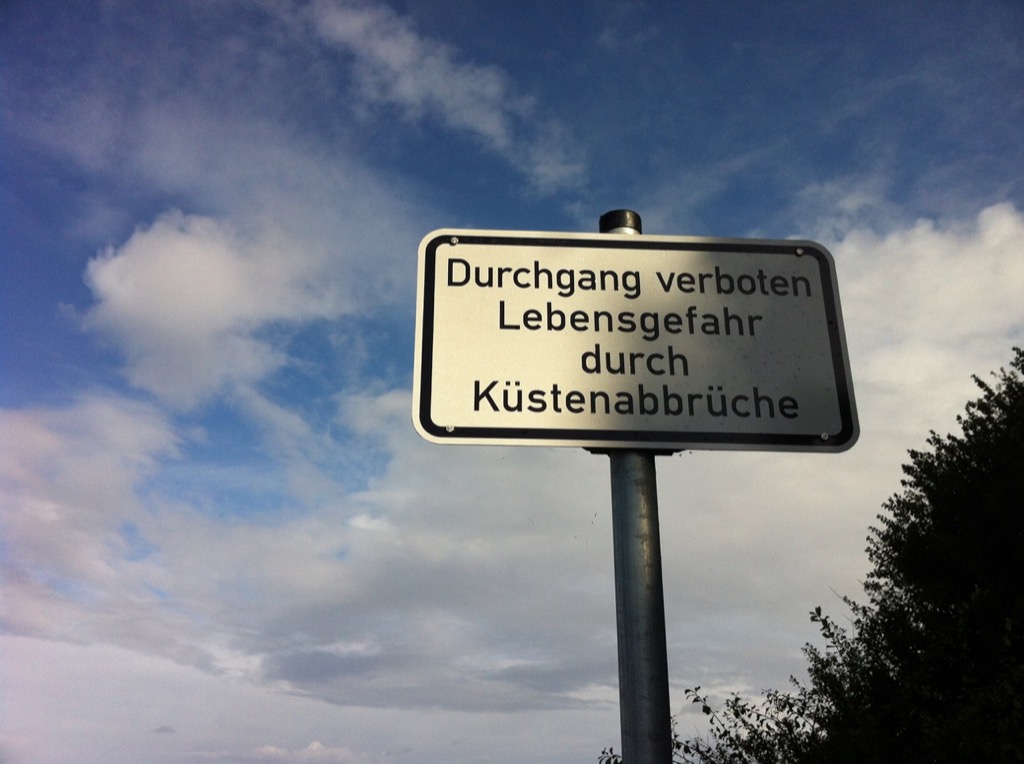 Durchgang verboten
Lebensgefahr
durch
Küstenabbrüche